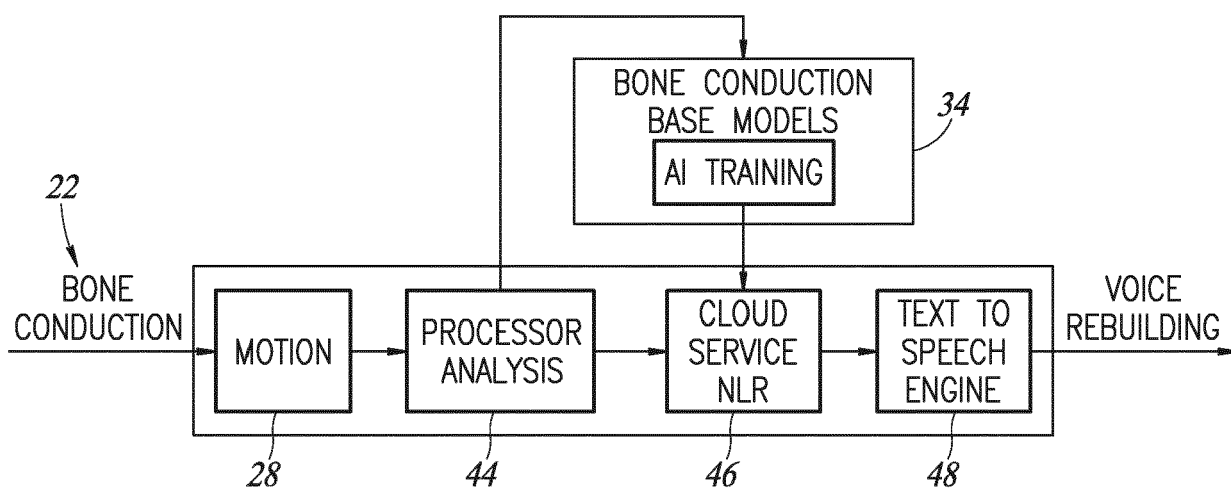 BONE CONDUCTION
BASE MODELS
34
AI TRAINING
22
BONE
CONDUCTION
MOTION
PROCESSOR
ANALYSIS
CLOUD
SERVICE
NLR
TEXT TO
SPEECH
ENGINE
VOICE
REBUILDING
28
44
46
48